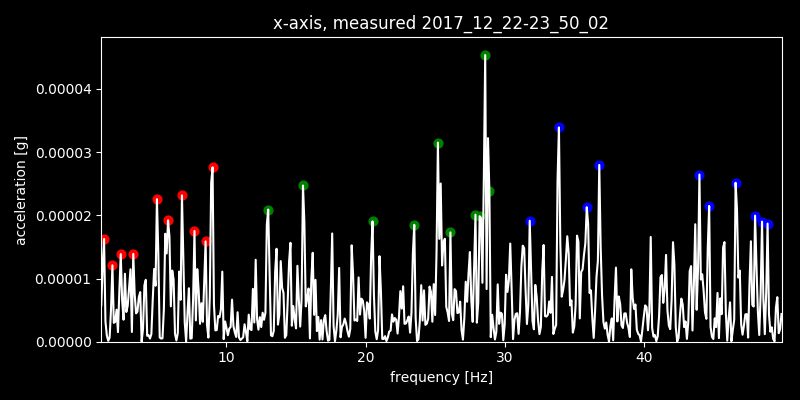 x-axis, measured 2017_12_22-23_50_02
0.00004
0.00003
0.00002
0.00001
0.00000
acceleration [g]
10 20 30 40
frequency [Hz]